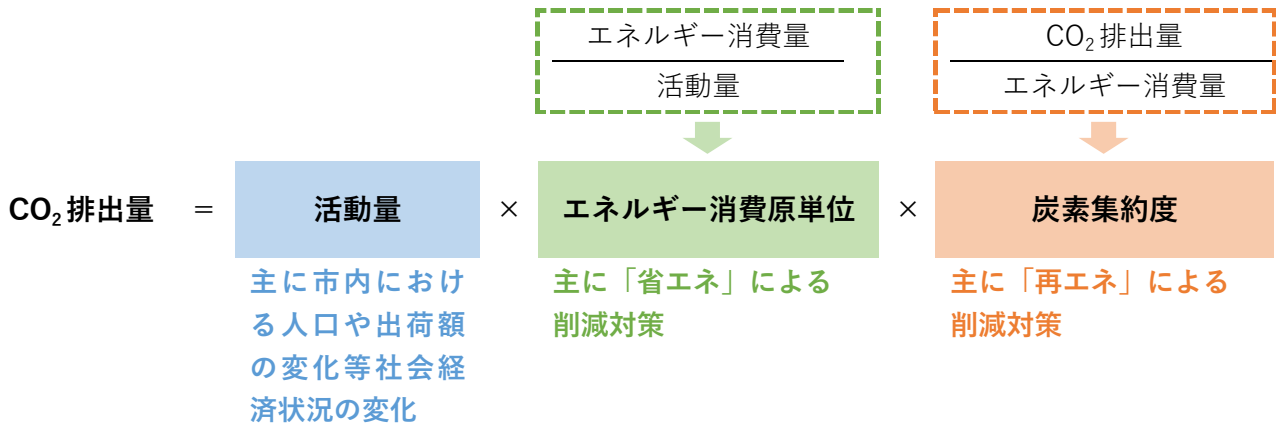 エネルギー消費量
活動量
CO₂排出量
エネルギー消費量
CO₂排出量 = 活動量 × エネルギー消費原単位 × 炭素集約度
主に市内におけ
る人口や出荷額
の変化等社会経
済状況の変化
主に「省エネ」による
削減対策
主に「再エネ」による
削減対策